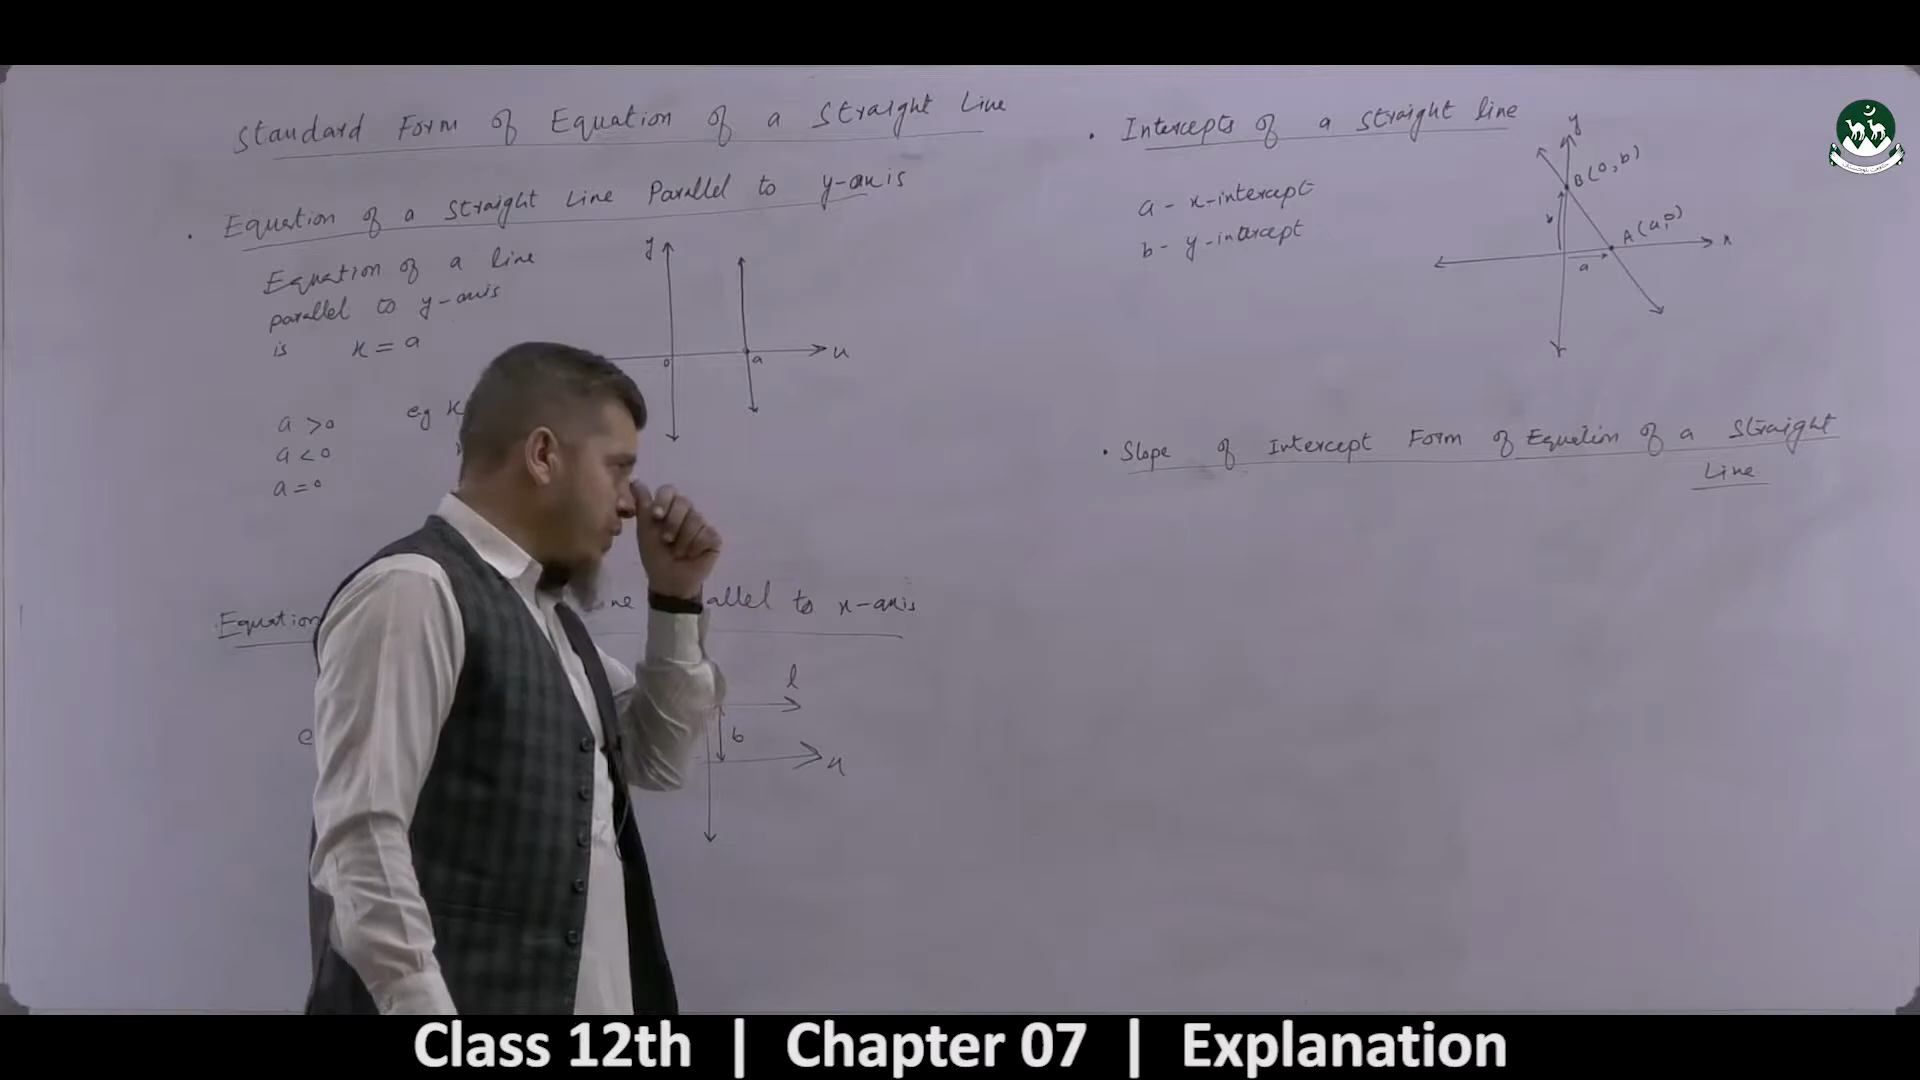 Standard Form of Equation of a Straight Line
. Equation of a Straight Line Parallel to y-axis
Equation of a line
parallel to y-axis
is x = a
a > 0 eg x
a < 0
a = 0
y
0
a
x
Equation
allel to x-axis
l
b
x
. Intercepts of a straight line
a - x-intercept
b - y-intercept
y
B(0, b)
b
A(a,0)
x
a
. Slope of Intercept Form of Equation of a Straight
Line
Class 12th | Chapter 07 | Explanation